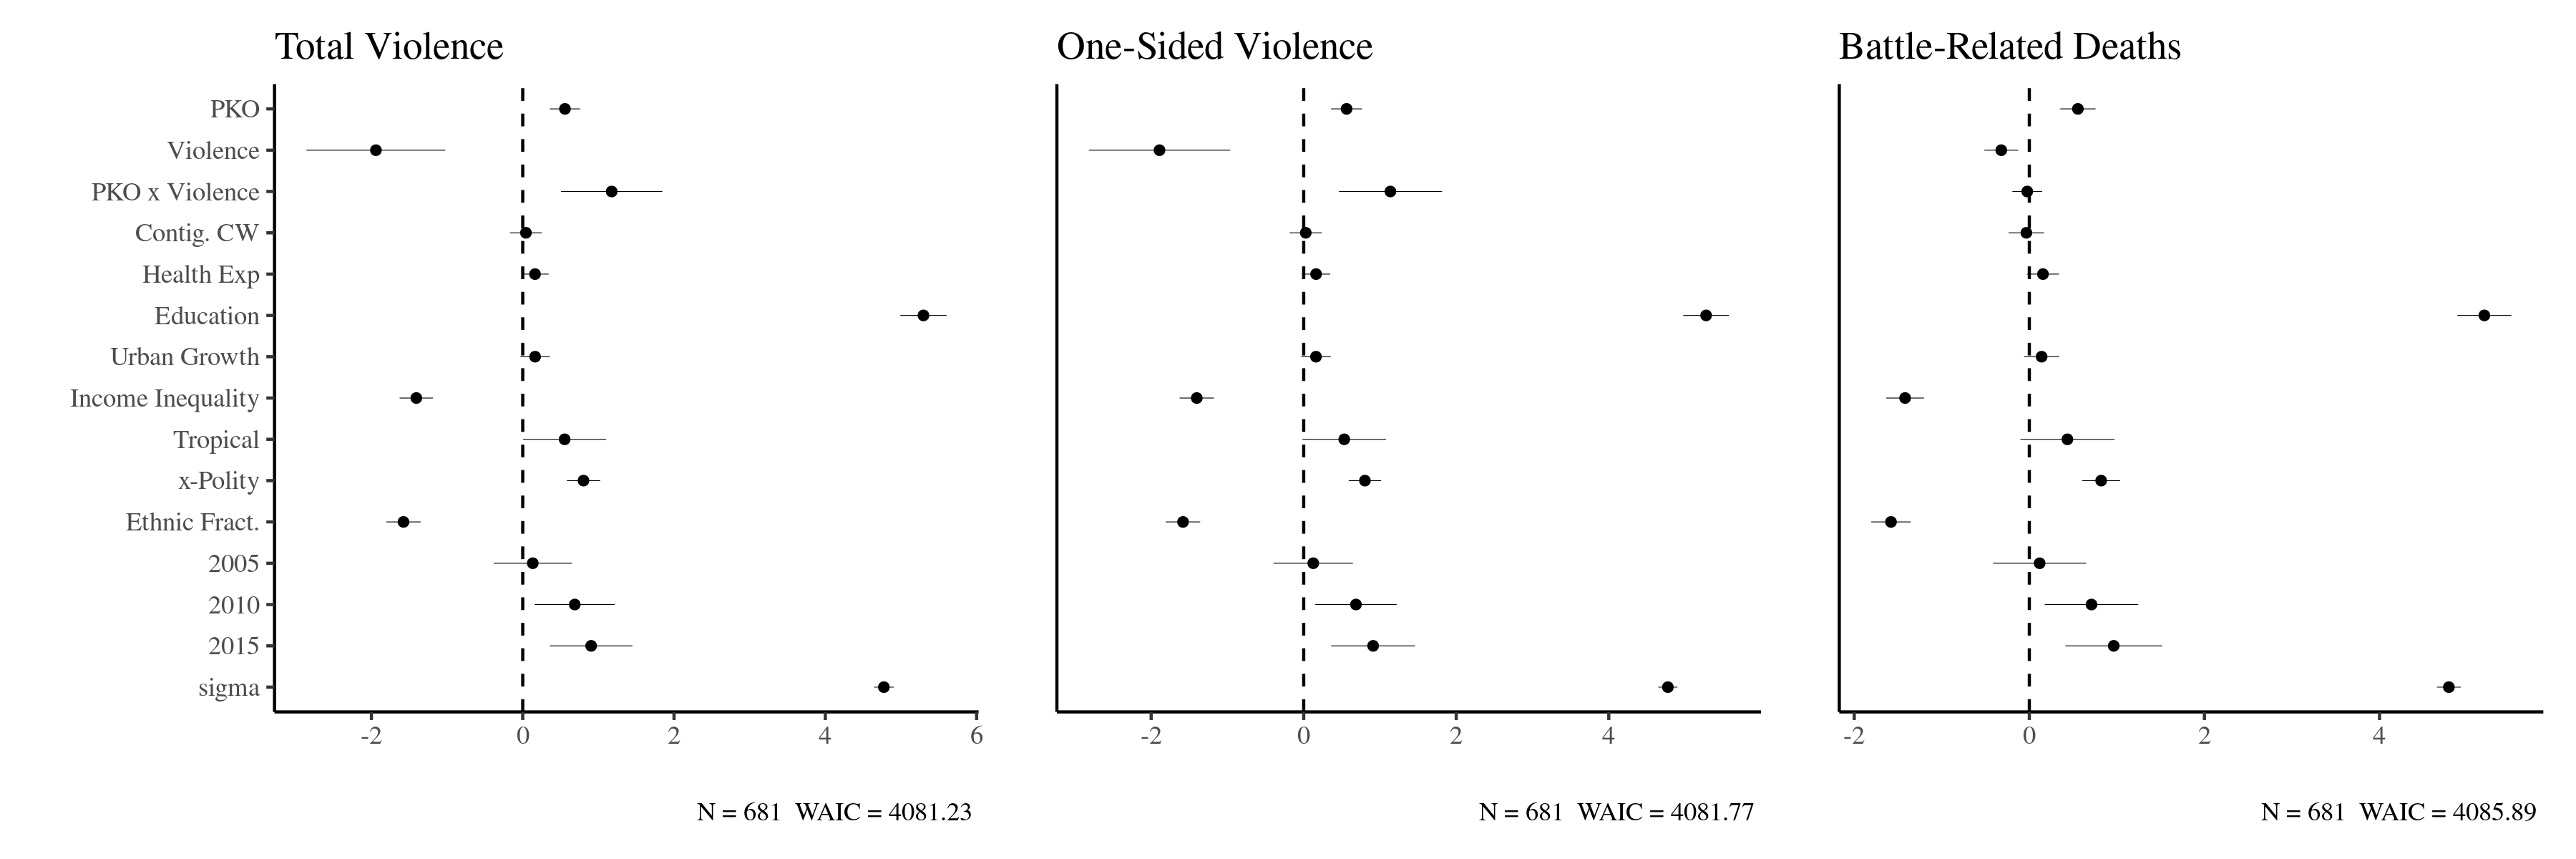 Total Violence
One-Sided Violence
Battle-Related Deaths
PKO
Violence
PKO x Violence
Contig. CW
Health Exp
Education
Urban Growth
Income Inequality
Tropical
x-Polity
Ethnic Fract.
2005
2010
2015
sigma
-2 0 2 4 6
-2 0 2 4
-2 0 2 4
N = 681 WAIC = 4081.23
N = 681 WAIC = 4081.77
N = 681 WAIC = 4085.89